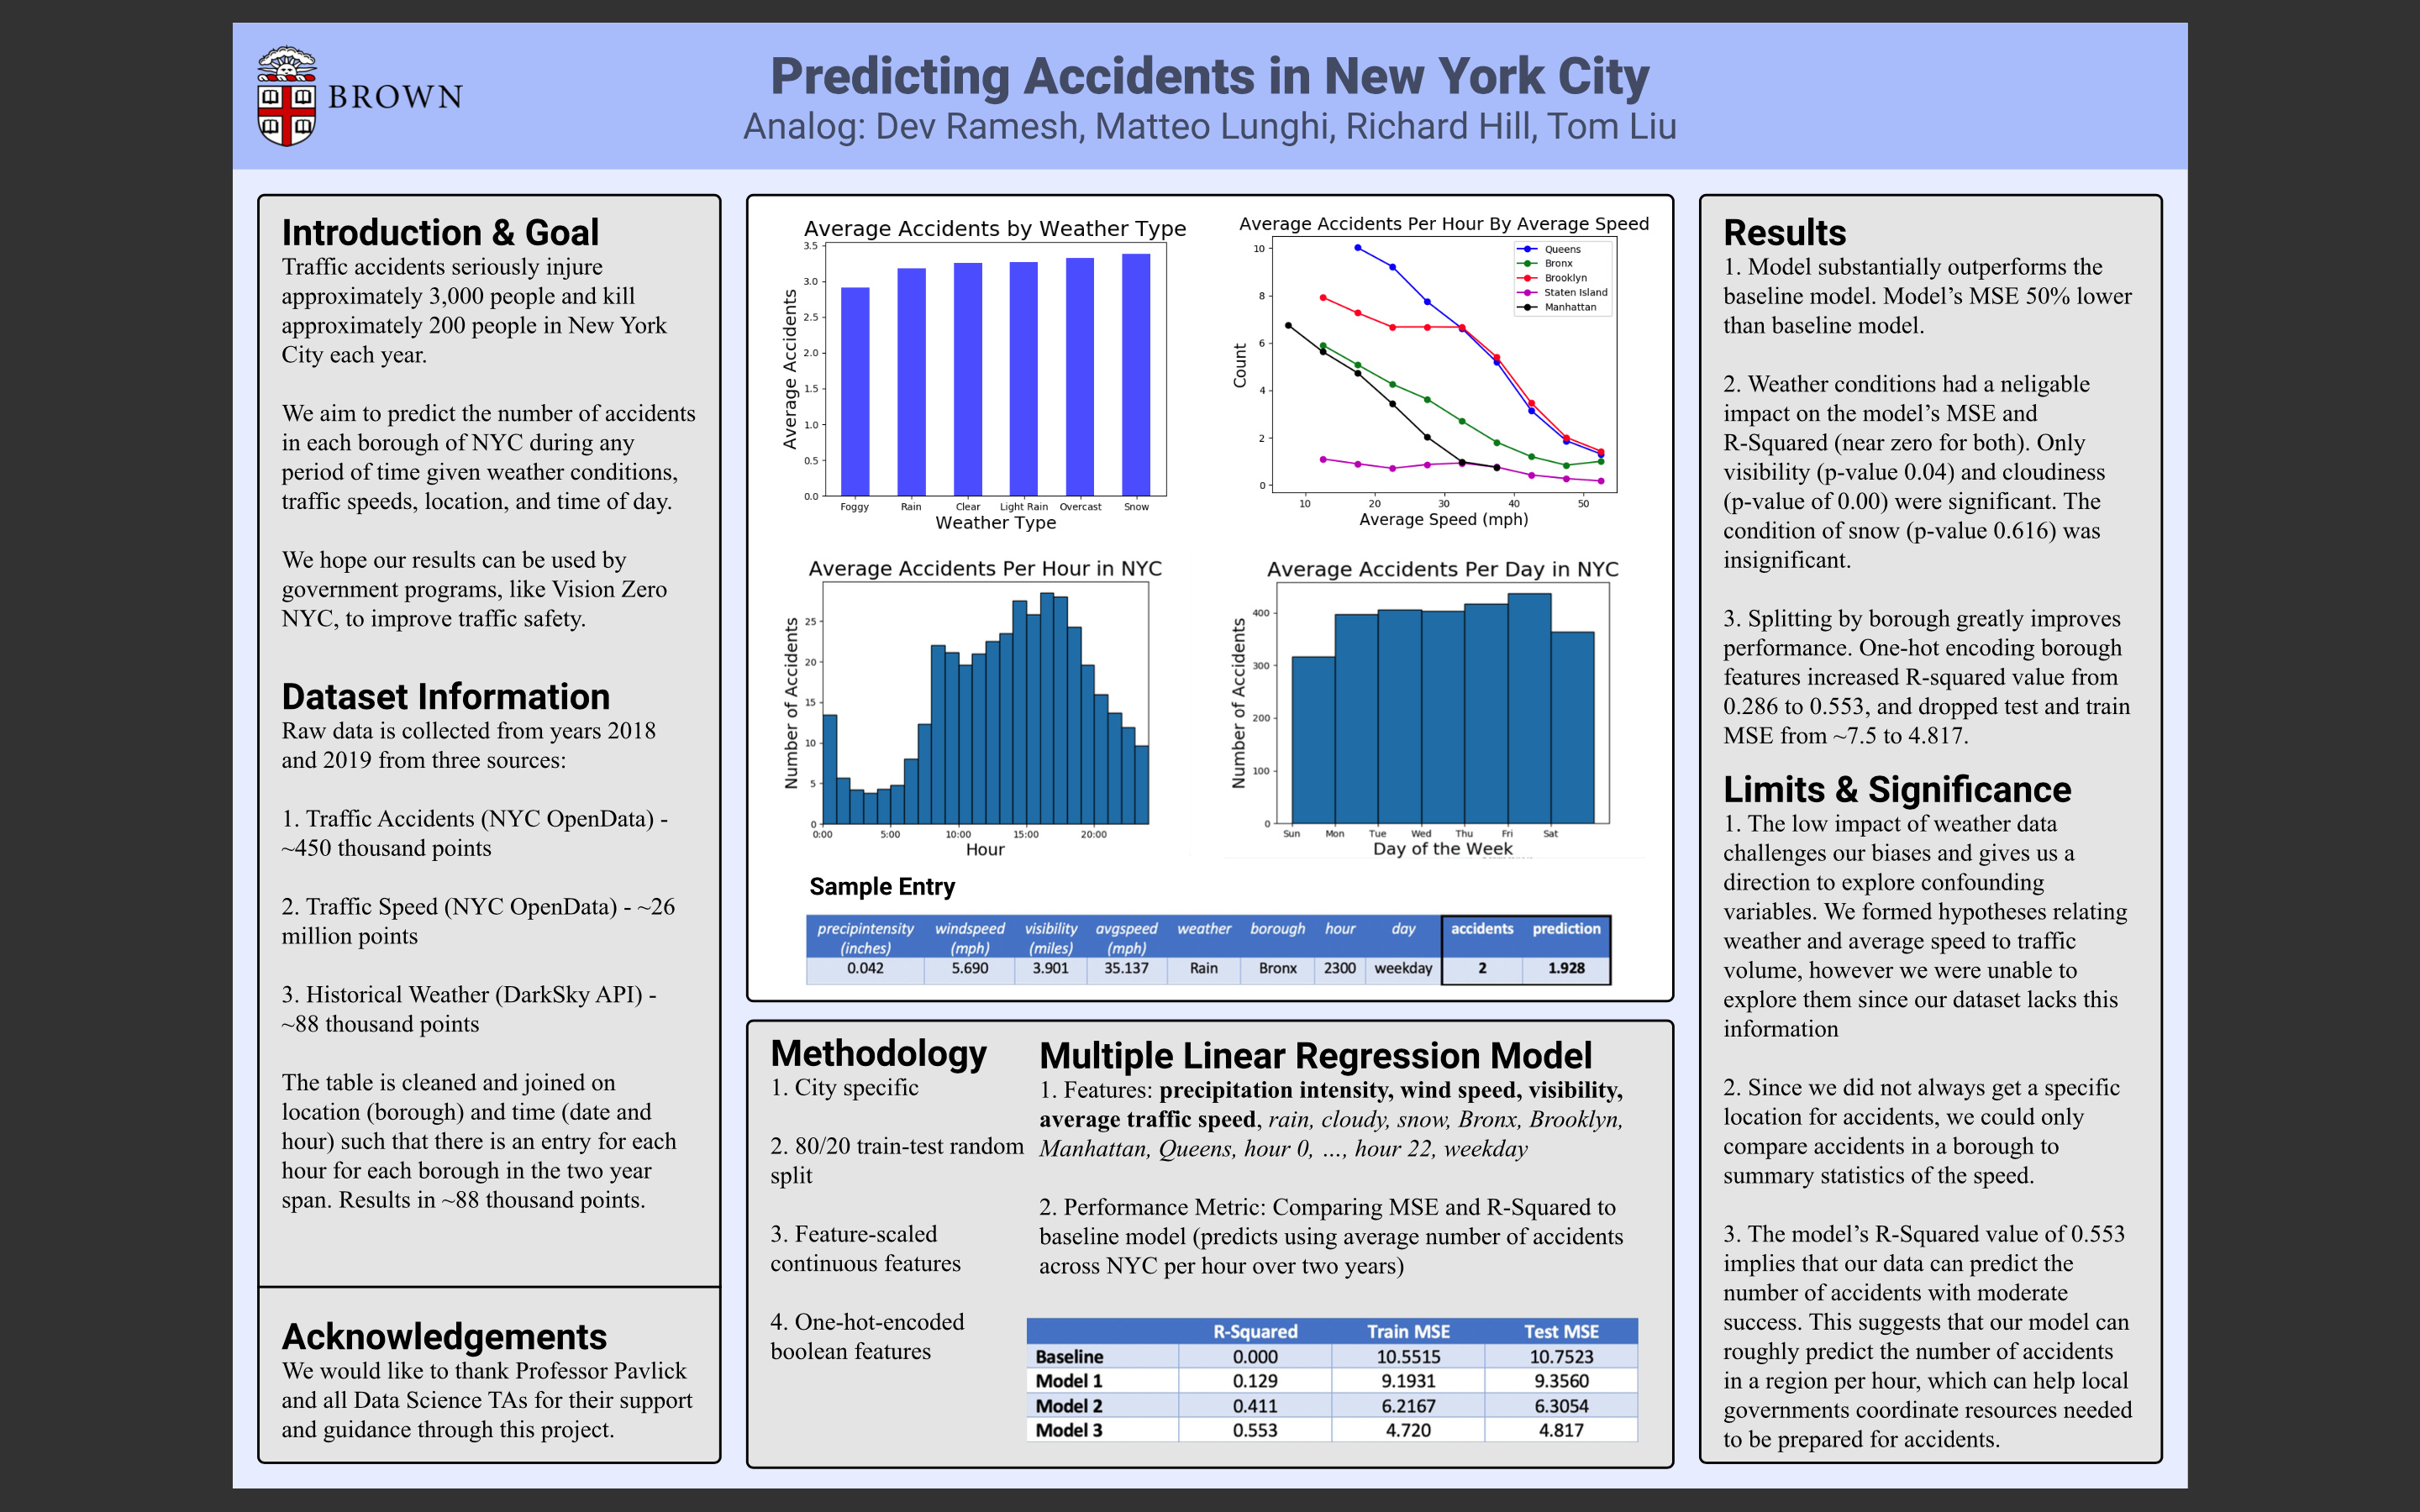 BROWN
Predicting Accidents in New York City
Analog: Dev Ramesh, Matteo Lunghi, Richard Hill, Tom Liu
Introduction & Goal
Traffic accidents seriously injure
approximately 3,000 people and kill
approximately 200 people in New York
City each year.
We aim to predict the number of accidents
in each borough of NYC during any
period of time given weather conditions,
traffic speeds, location, and time of day.
We hope our results can be used by
government programs, like Vision Zero
NYC, to improve traffic safety.
Dataset Information
Raw data is collected from years 2018
and 2019 from three sources:
1. Traffic Accidents (NYC OpenData) -
~450 thousand points
2. Traffic Speed (NYC OpenData) - ~26
million points
3. Historical Weather (DarkSky API) -
~88 thousand points
The table is cleaned and joined on
location (borough) and time (date and
hour) such that there is an entry for each
hour for each borough in the two year
span. Results in ~88 thousand points.
Acknowledgements
We would like to thank Professor Pavlick
and all Data Science TAs for their support
and guidance through this project.
Average Accidents by Weather Type
Average Accidents
3.5
3.0
2.5
2.0
1.5
1.0
0.5
0.0
Foggy Rain Clear Light Rain Overcast Snow
Weather Type
Average Accidents Per Hour By Average Speed
Count
10
8
6
4
2
0
Queens
Bronx
Brooklyn
Staten Island
Manhattan
10 20 30 40 50
Average Speed (mph)
Average Accidents Per Hour in NYC
Number of Accidents
25
20
15
10
5
0
0:00 5:00 10:00 15:00 20:00
Hour
Average Accidents Per Day in NYC
Number of Accidents
400
300
200
100
0
Sun Mon Tue Wed Thu Fri Sat
Day of the Week
Sample Entry
precipintensity windspeed visibility avgspeed weather borough hour day accidents prediction
(inches) (mph) (miles) (mph)
0.042 5.690 3.901 35.137 Rain Bronx 2300 weekday 2 1.928
Methodology
1. City specific
2. 80/20 train-test random
split
3. Feature-scaled
continuous features
4. One-hot-encoded
boolean features
Multiple Linear Regression Model
1. Features: precipitation intensity, wind speed, visibility,
average traffic speed, rain, cloudy, snow, Bronx, Brooklyn,
Manhattan, Queens, hour 0, ..., hour 22, weekday
2. Performance Metric: Comparing MSE and R-Squared to
baseline model (predicts using average number of accidents
across NYC per hour over two years)
R-Squared Train MSE Test MSE
Baseline 0.000 10.5515 10.7523
Model 1 0.129 9.1931 9.3560
Model 2 0.411 6.2167 6.3054
Model 3 0.553 4.720 4.817
Results
1. Model substantially outperforms the
baseline model. Model's MSE 50% lower
than baseline model.
2. Weather conditions had a neligable
impact on the model's MSE and
R-Squared (near zero for both). Only
visibility (p-value 0.04) and cloudiness
(p-value of 0.00) were significant. The
condition of snow (p-value 0.616) was
insignificant.
3. Splitting by borough greatly improves
performance. One-hot encoding borough
features increased R-squared value from
0.286 to 0.553, and dropped test and train
MSE from ~7.5 to 4.817.
Limits & Significance
1. The low impact of weather data
challenges our biases and gives us a
direction to explore confounding
variables. We formed hypotheses relating
weather and average speed to traffic
volume, however we were unable to
explore them since our dataset lacks this
information
2. Since we did not always get a specific
location for accidents, we could only
compare accidents in a borough to
summary statistics of the speed.
3. The model's R-Squared value of 0.553
implies that our data can predict the
number of accidents with moderate
success. This suggests that our model can
roughly predict the number of accidents
in a region per hour, which can help local
governments coordinate resources needed
to be prepared for accidents.